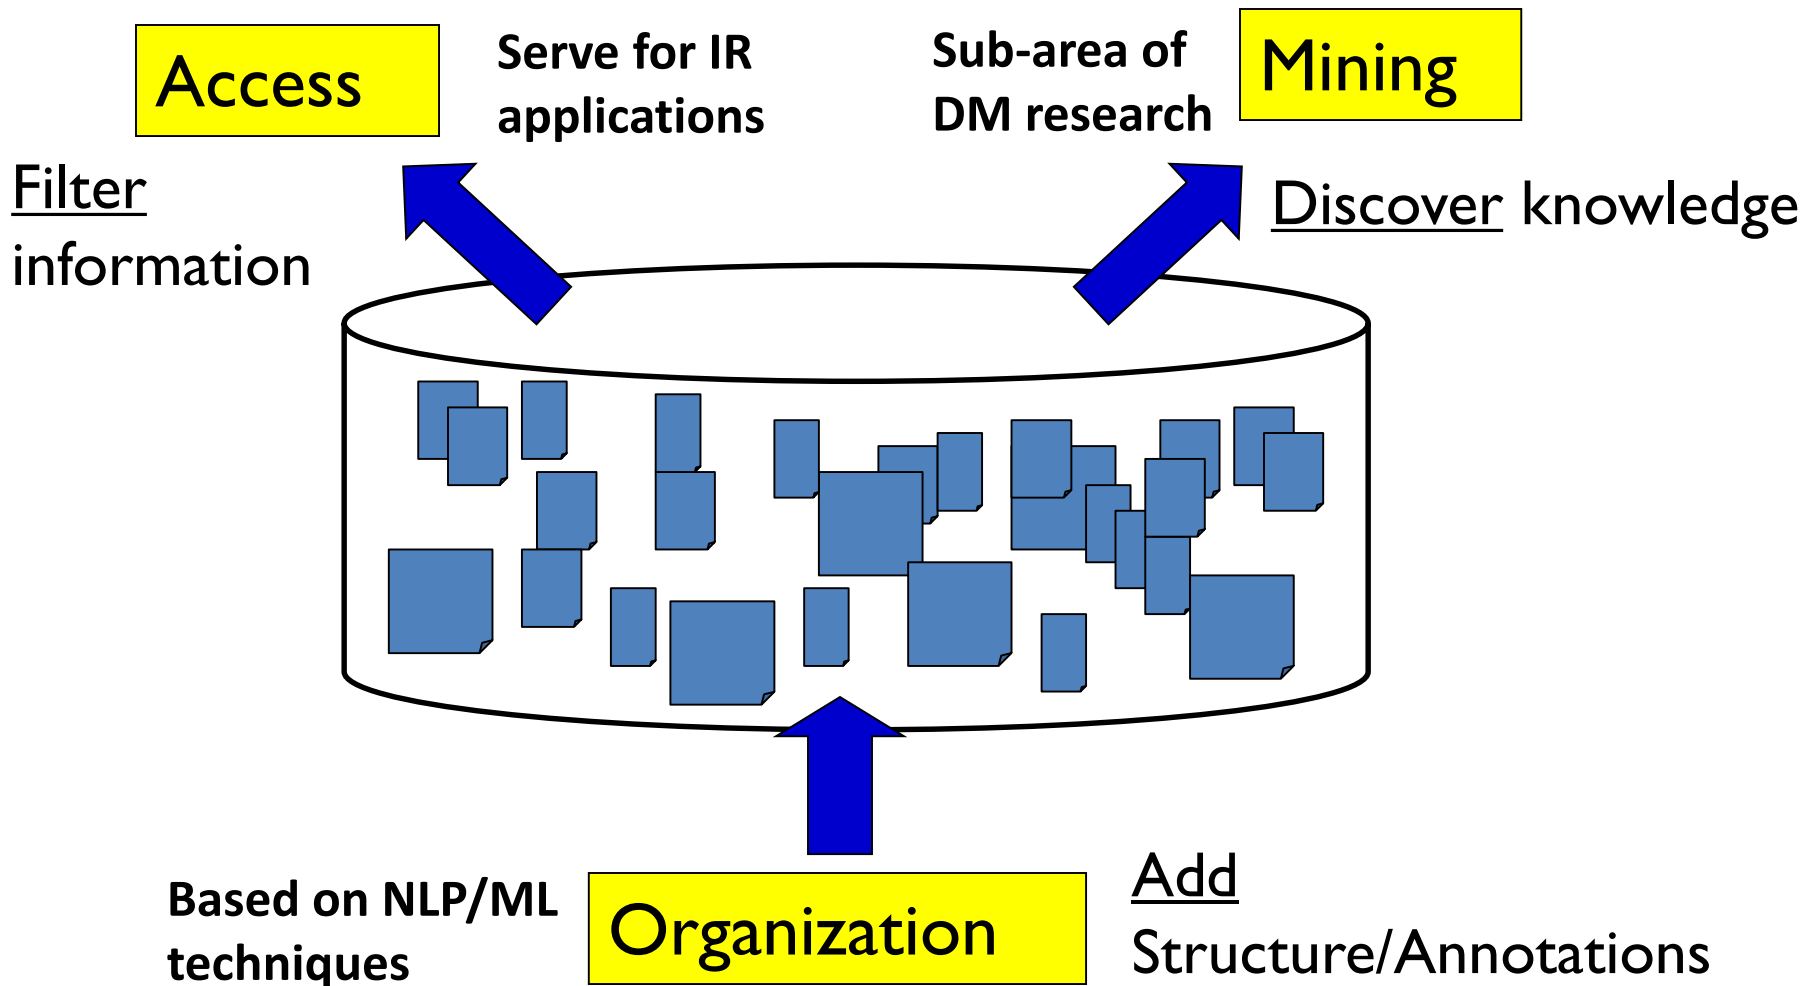 Access
Serve for IR
applications
Sub-area of
DM research
Mining
Filter
information
Discover knowledge
Based on NLP/ML
techniques
Organization
Add
Structure/Annotations